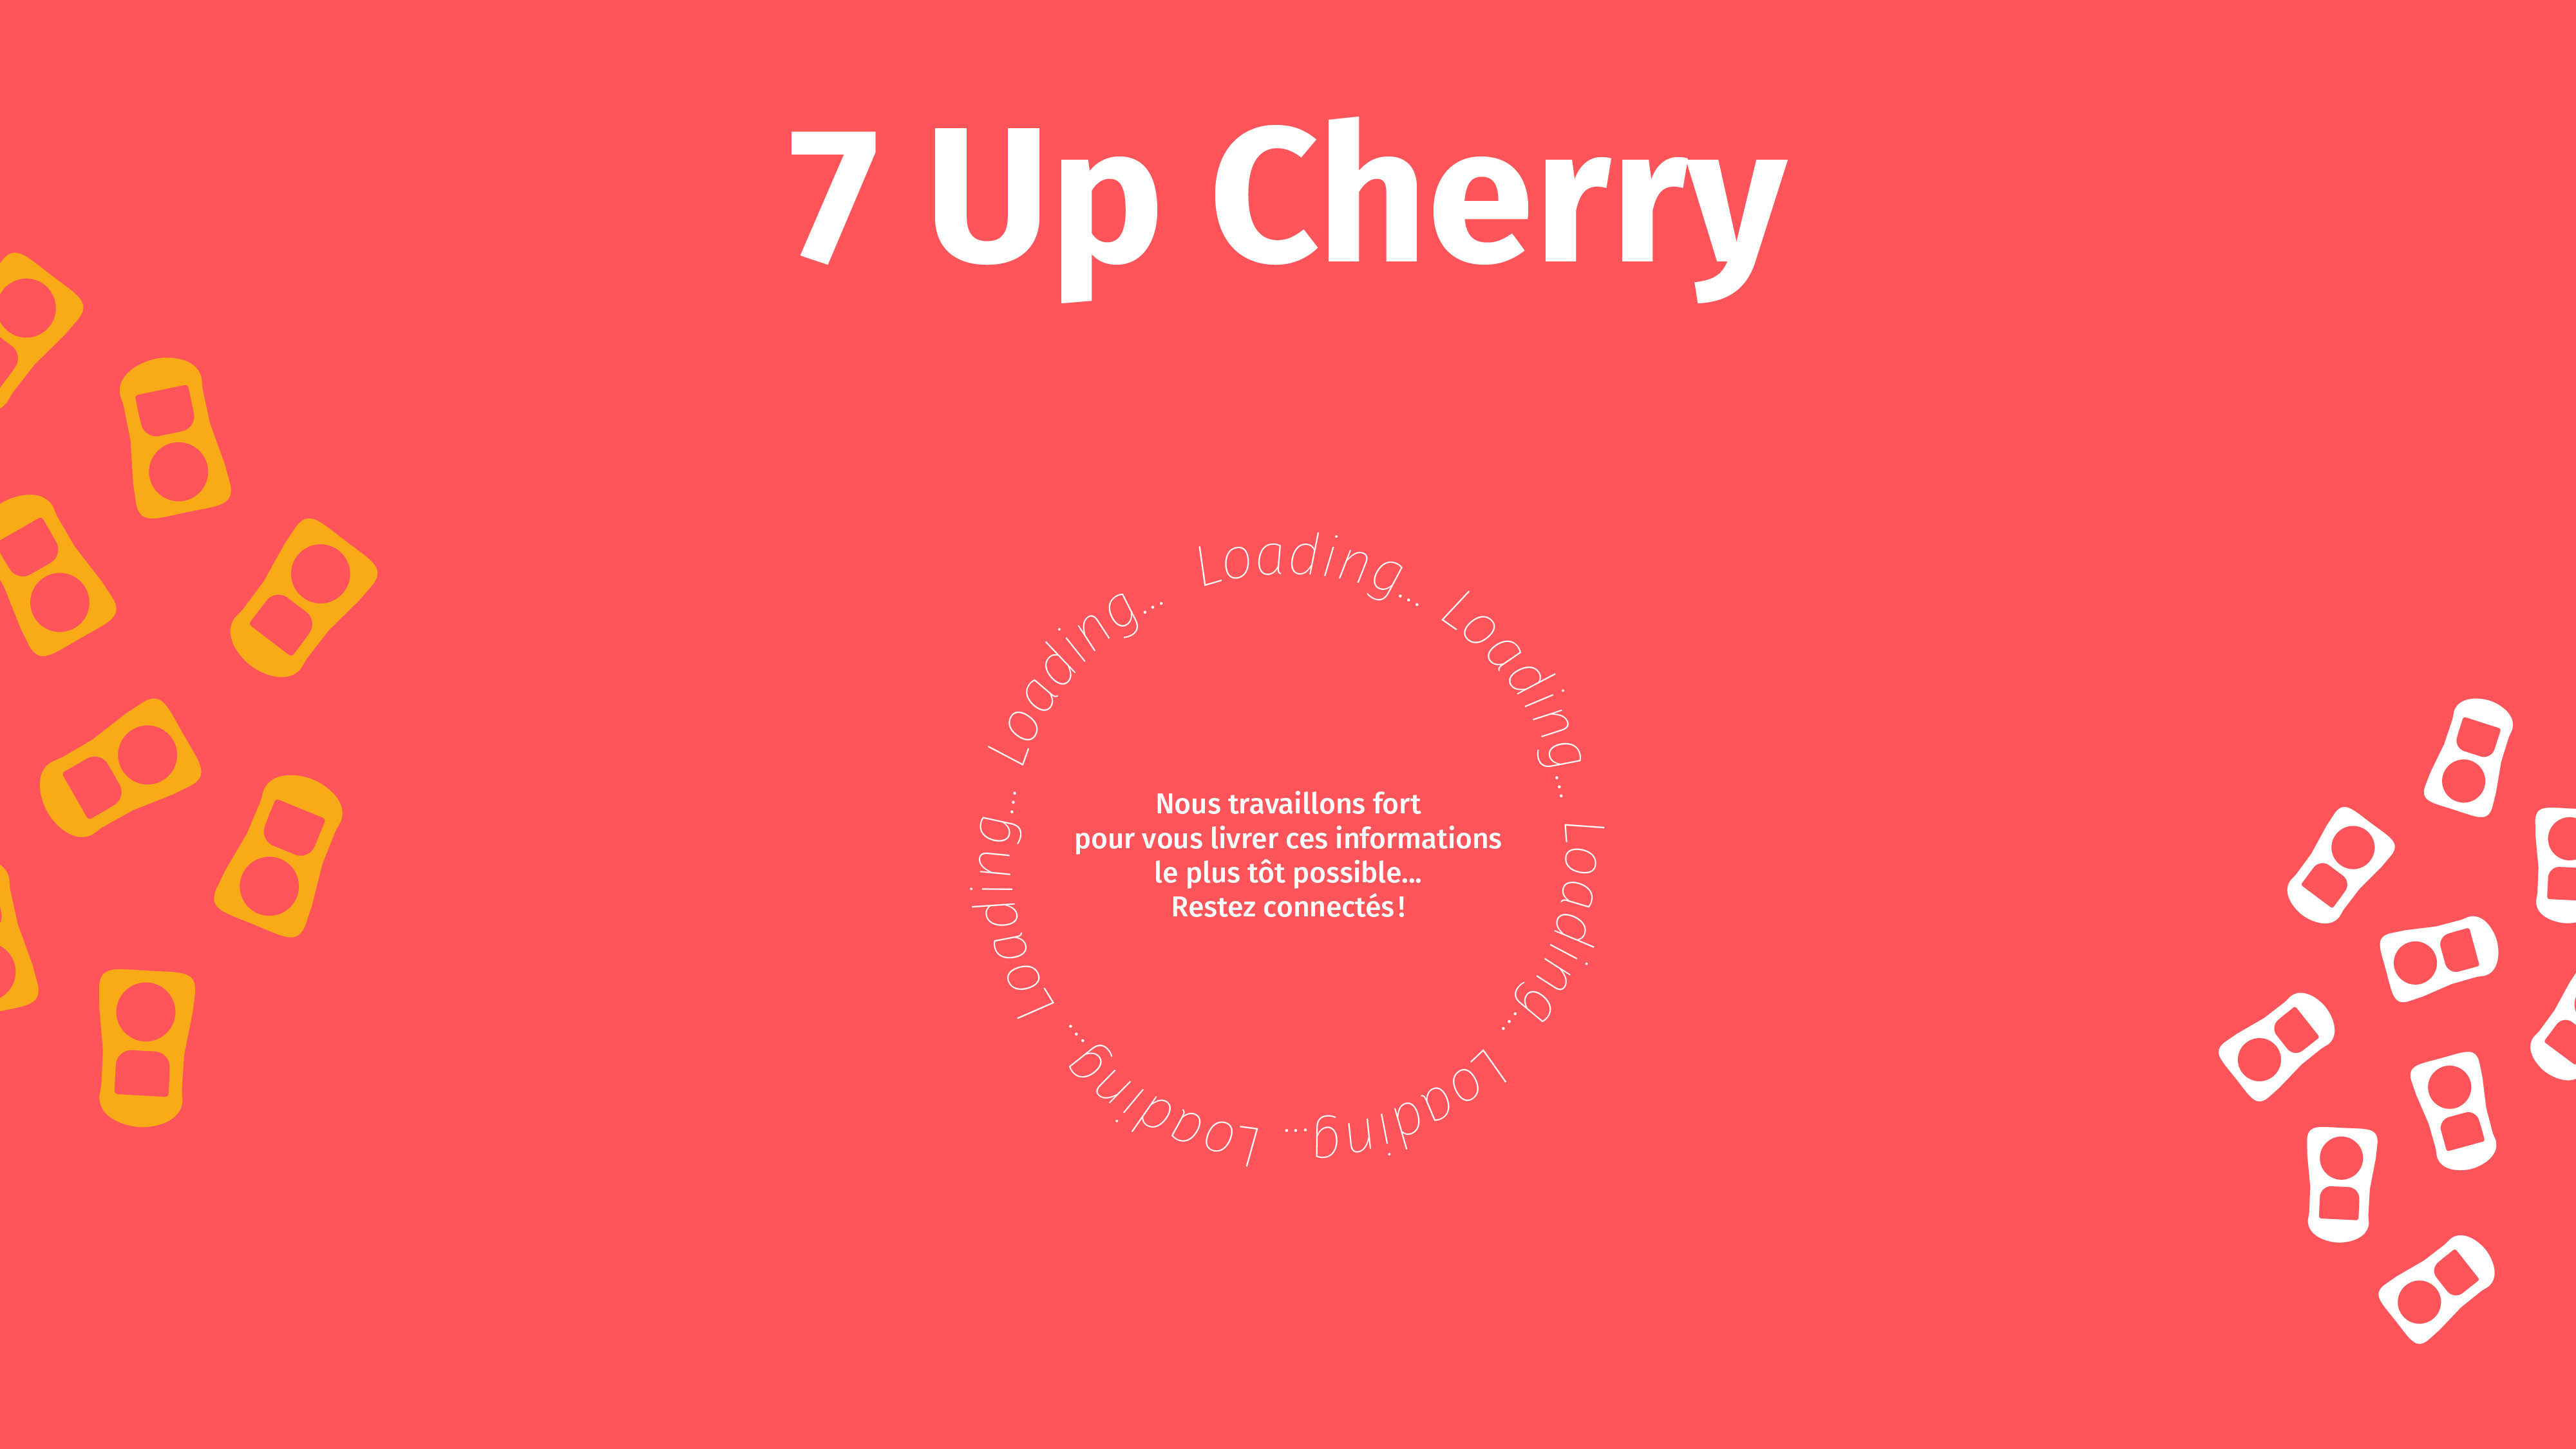 7 Up Cherry
Loading... Loading... Loading... Loading... Loading... Loading... Loading...
Nous travaillons fort
pour vous livrer ces informations
le plus tôt possible...
Restez connectés !